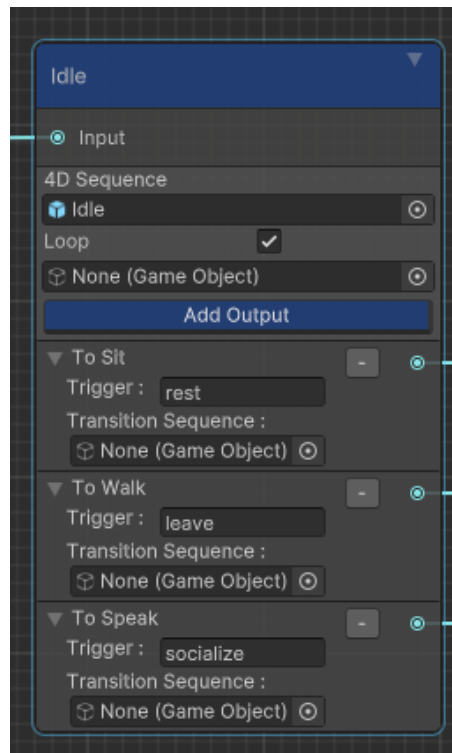 Idle
Input
4D Sequence
Idle
Loop
None (Game Object)
Add Output
To Sit -
Trigger : rest
Transition Sequence :
None (Game Object)
To Walk -
Trigger : leave
Transition Sequence :
None (Game Object)
To Speak -
Trigger : socialize
Transition Sequence :
None (Game Object)